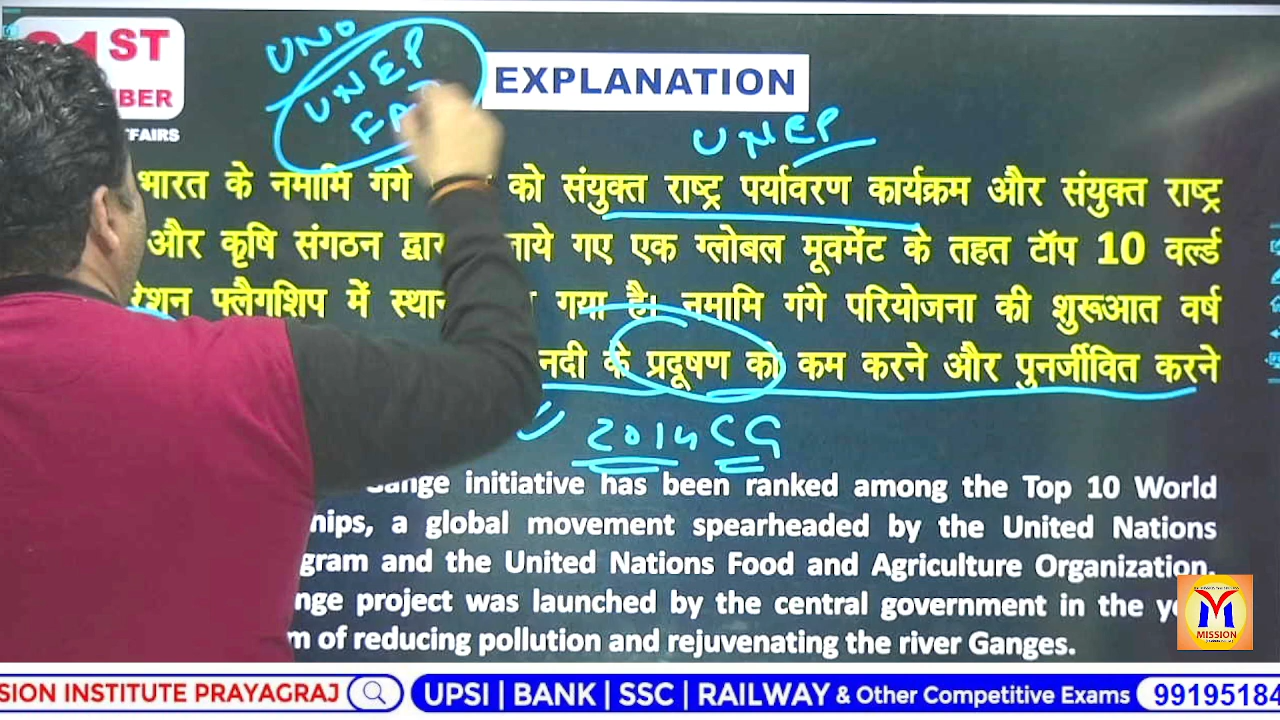 ST
BER
FAIRS
UNO
UNEP
FA
EXPLANATION
UNEP
भारत के नमामि गंगे को संयुक्त राष्ट्र पर्यावरण कार्यक्रम और संयुक्त राष्ट्र
और कृषि संगठन गए एक ग्लोबल मूवमेंट के तहत टॉप 10 वर्ल्ड
फ्लैगशिप में गया है। नमामि गंगे परियोजना की शुरूआत वर्ष
नदी के प्रदूषण को कम करने और पुनर्जीवित करने
2014 CG
Gange initiative has been ranked among the Top 10 World
hips, a global movement spearheaded by the United Nations
gram and the United Nations Food and Agriculture Organization.
nge project was launched by the central government in the
m of reducing pollution and rejuvenating the river Ganges.
MISSION
SION INSTITUTE PRAYAGRAJ UPSI | BANK | SSC | RAILWAY & Other Competitive Exams 99195184